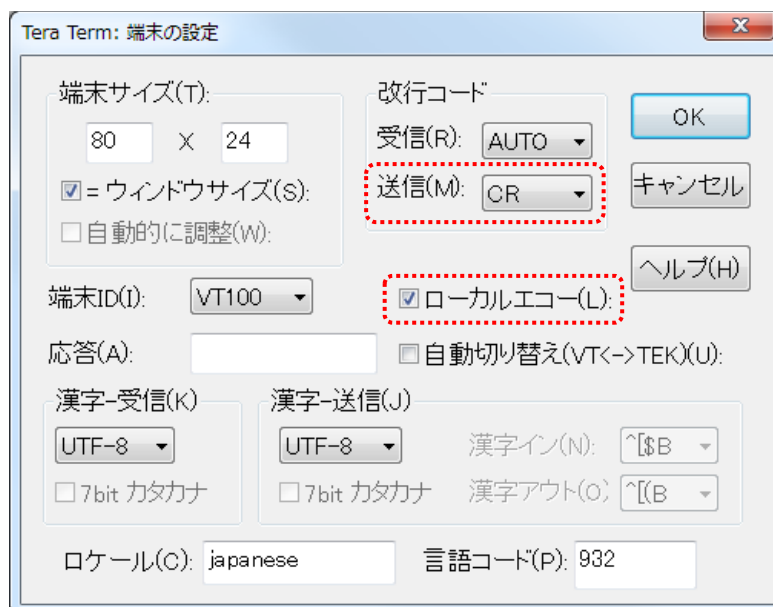 Tera Term: 端末の設定
端末サイズ(T):
80 X 24
= ウィンドウサイズ(S):
自動的に調整(W):
改行コード
受信(R): AUTO
送信(M): CR
OK
キャンセル
ヘルプ(H)
端末ID(I): VT100
ローカルエコー(L):
応答(A):
自動切り替え(VT<->TEK)(U):
漢字-受信(K)
UTF-8
7bit カタカナ
漢字-送信(J)
UTF-8
7bit カタカナ
漢字イン(N): ^[$B
漢字アウト(O) ^[(B
ロケール(C): japanese
言語コード(P): 932